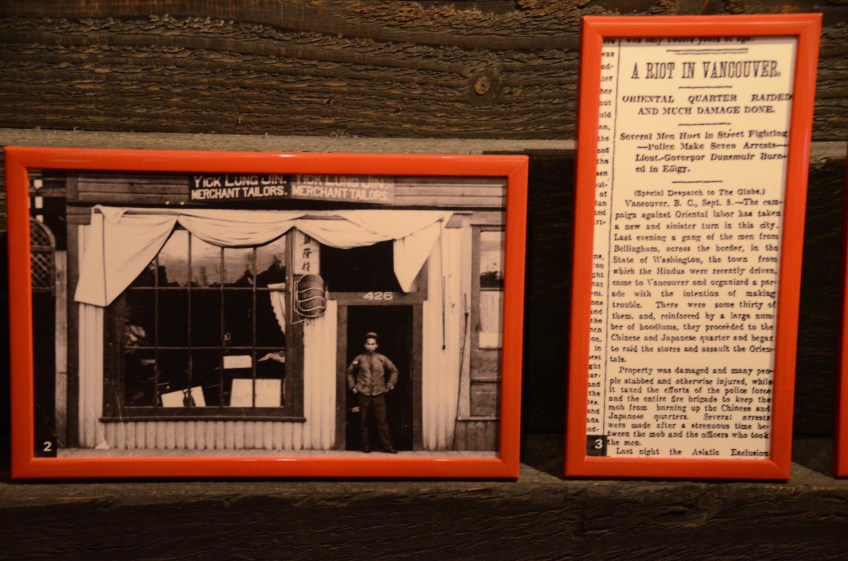 YICK LUNG JIN. YICK LUNG JIN.
MERCHANT TAILORS. MERCHANT TAILORS.
426
2
was only twelve years of age.
A RIOT IN VANCOUVER.
ORIENTAL QUARTER RAIDED
AND MUCH DAMAGE DONE.
Several Men Hurt in Street Fighting
—Police Make Seven Arrests—
Lieut.-Governor Dunsmuir Burn-
ed in Effigy.
(Special Despatch to The Globe.)
Vancouver, B. C., Sept. 8.—The cam-
paign against Oriental labor has taken
a new and sinister turn in this city.
Last evening a gang of the men from
Bellingham, across the border, in the
State of Washington, the town from
which the Hindus were recently driven,
came to Vancouver and organized a par-
ade with the intention of making
trouble. There were some thirty of
them, and, reinforced by a large num-
ber of hoodlums, they proceeded to the
Chinese and Japanese quarter and began
to raid the stores and assault the Orien-
tals.
Property was damaged and many peo-
ple stabbed and otherwise injured, while
it taxed the efforts of the police force
and the entire fire brigade to keep the
mob from burning up the Chinese and
Japanese quarters. Several arrests
were made after a strenuous time be-
tween the mob and the officers who took
the men.
Last night the Asiatic Exclusion
3